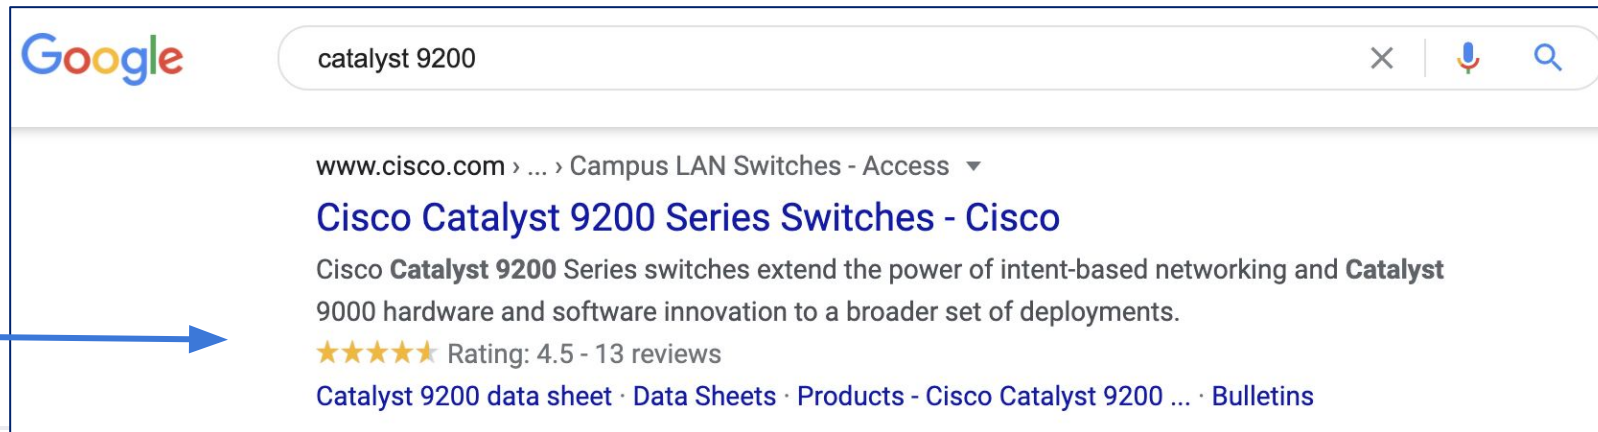 Google
catalyst 9200
www.cisco.com › ... › Campus LAN Switches - Access
Cisco Catalyst 9200 Series Switches - Cisco
Cisco Catalyst 9200 Series switches extend the power of intent-based networking and Catalyst
9000 hardware and software innovation to a broader set of deployments.
Rating: 4.5 - 13 reviews
Catalyst 9200 data sheet · Data Sheets · Products - Cisco Catalyst 9200 ... · Bulletins